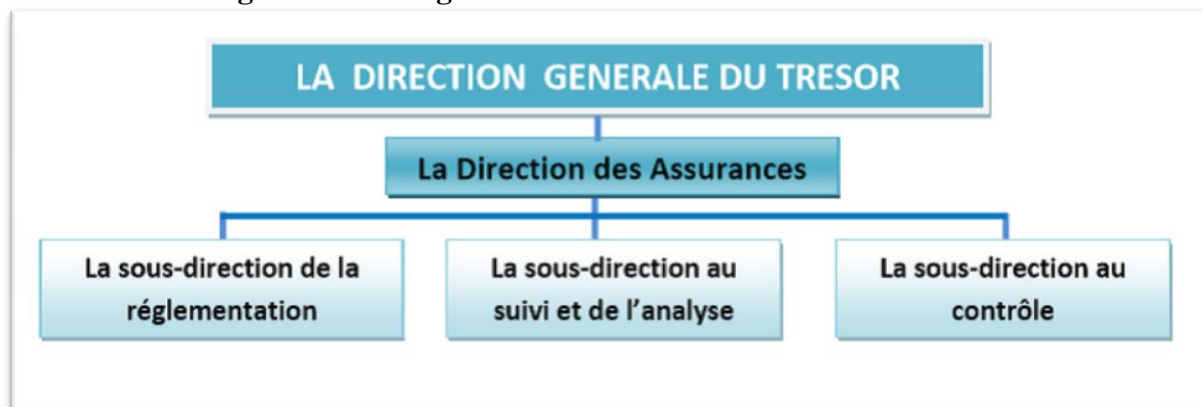 LA DIRECTION GENERALE DU TRESOR
La Direction des Assurances
La sous-direction de la
réglementation
La sous-direction au
suivi et de l’analyse
La sous-direction au
contrôle